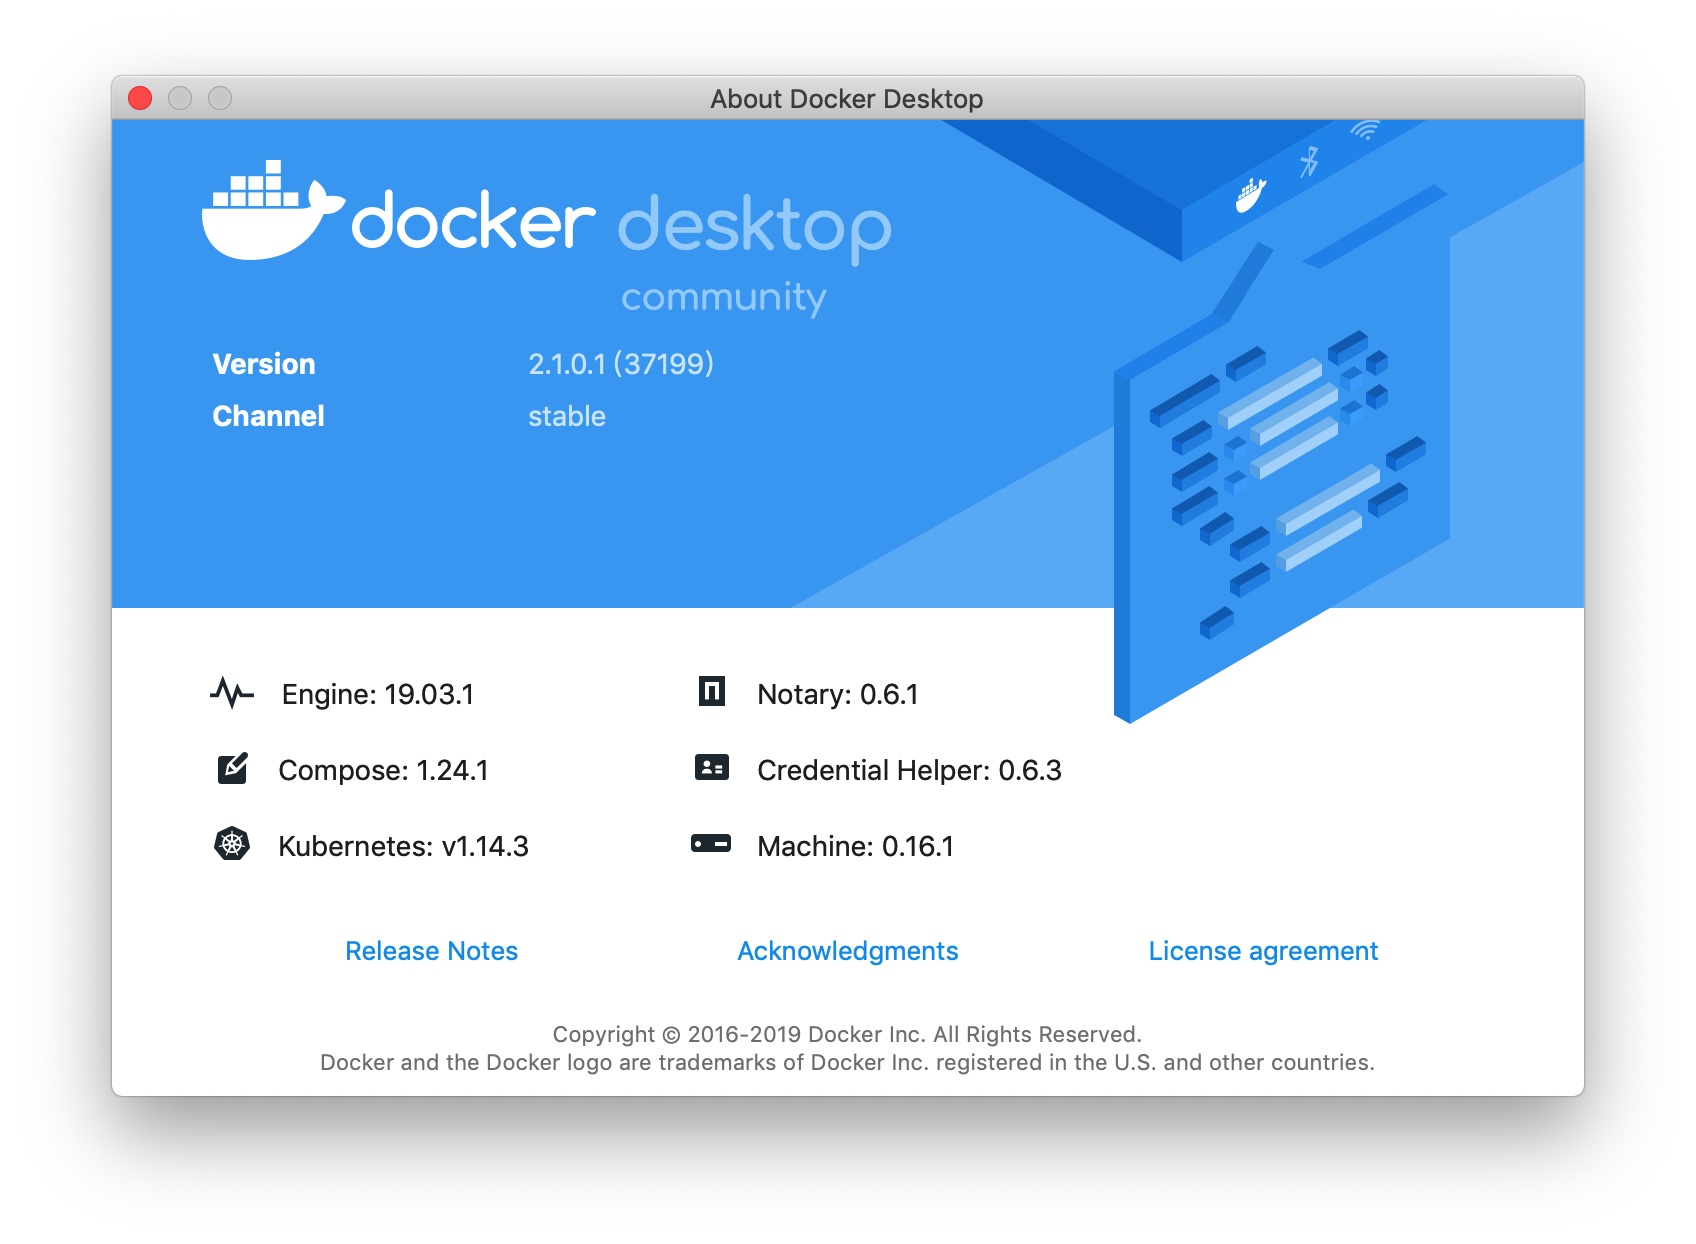 About Docker Desktop
docker desktop
community
Version 2.1.0.1 (37199)
Channel stable
Engine: 19.03.1
Notary: 0.6.1
Compose: 1.24.1
Credential Helper: 0.6.3
Kubernetes: v1.14.3
Machine: 0.16.1
Release Notes
Acknowledgments
License agreement
Copyright © 2016-2019 Docker Inc. All Rights Reserved.
Docker and the Docker logo are trademarks of Docker Inc. registered in the U.S. and other countries.